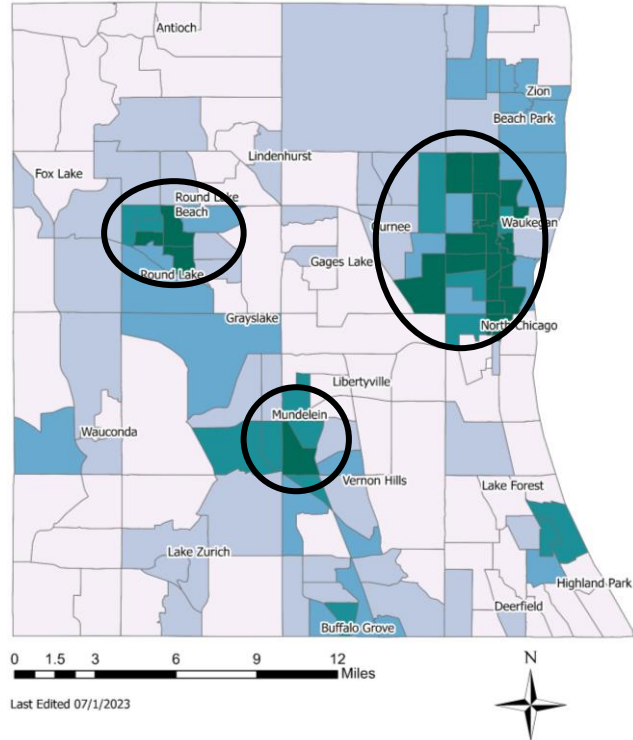 Antioch
Zion
Beach Park
Lindenhurst
Fox Lake
Round Lake
Beach
Waukegan
Gurnee
Gages Lake
Round Lake
Grayslake
North Chicago
Libertyville
Mundelein
Wauconda
Vernon Hills
Lake Forest
Lake Zurich
Highland Park
Deerfield
Buffalo Grove
0 1.5 3 6 9 12
Miles
N
Last Edited 07/1/2023